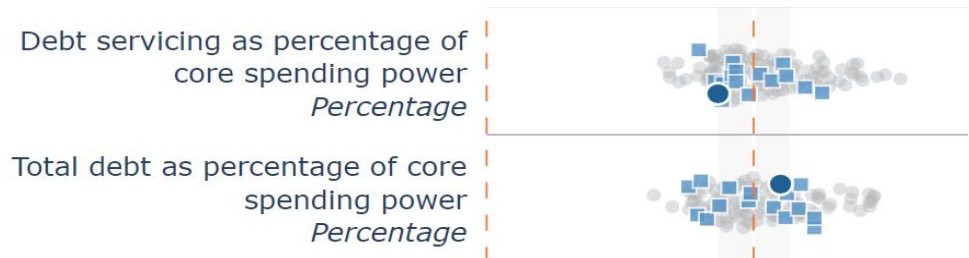 Debt servicing as percentage of
core spending power
Percentage
Total debt as percentage of core
spending power
Percentage